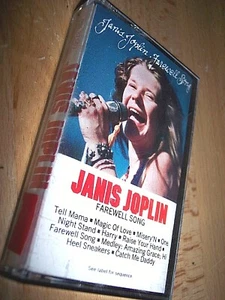 Janis Joplin - Farewell Song
JANIS JOPLIN
FAREWELL SONG
Tell Mama • Magic Of Love • Misery'N • One
Night Stand • Harry • Raise Your Hand •
Farewell Song • Medley: Amazing Grace, Hi
Heel Sneakers • Catch Me Daddy.
See label for sequence